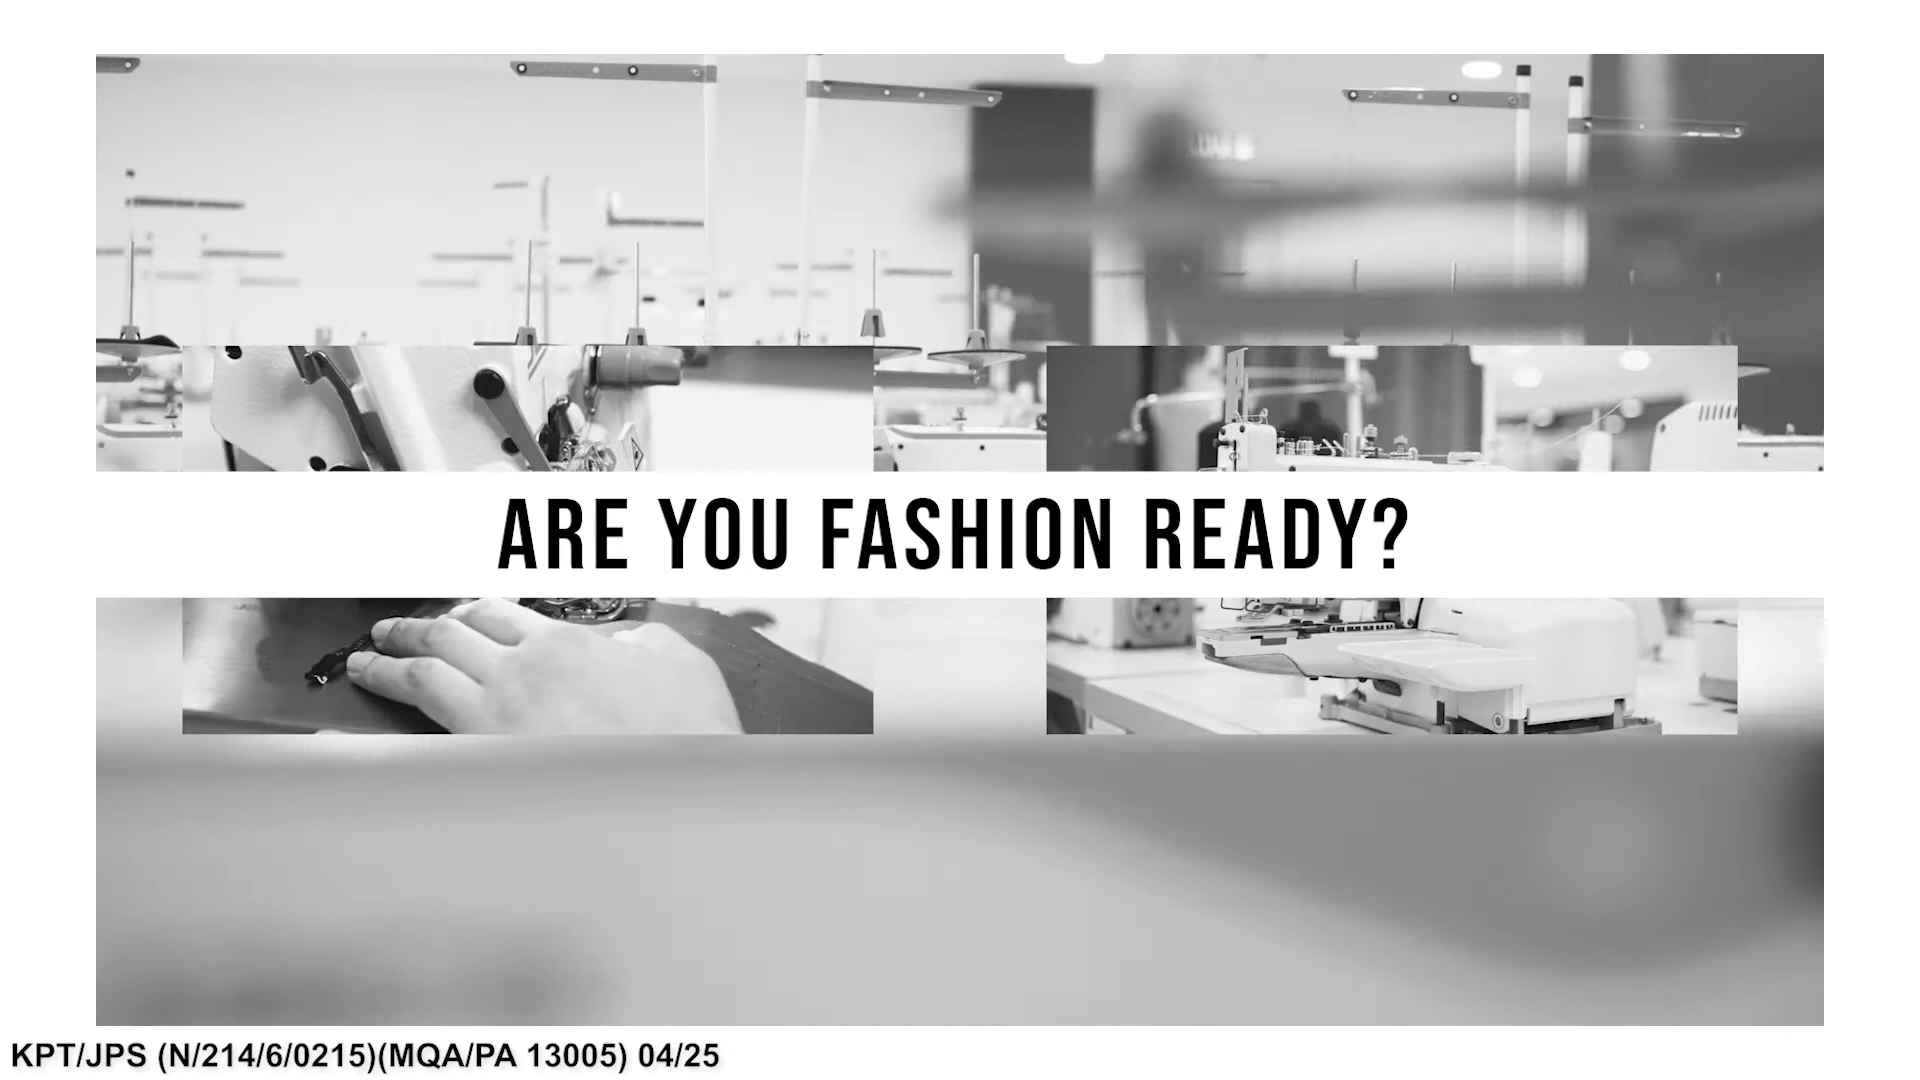 ARE YOU FASHION READY?
KPT/JPS (N/214/6/0215)(MQA/PA 13005) 04/25